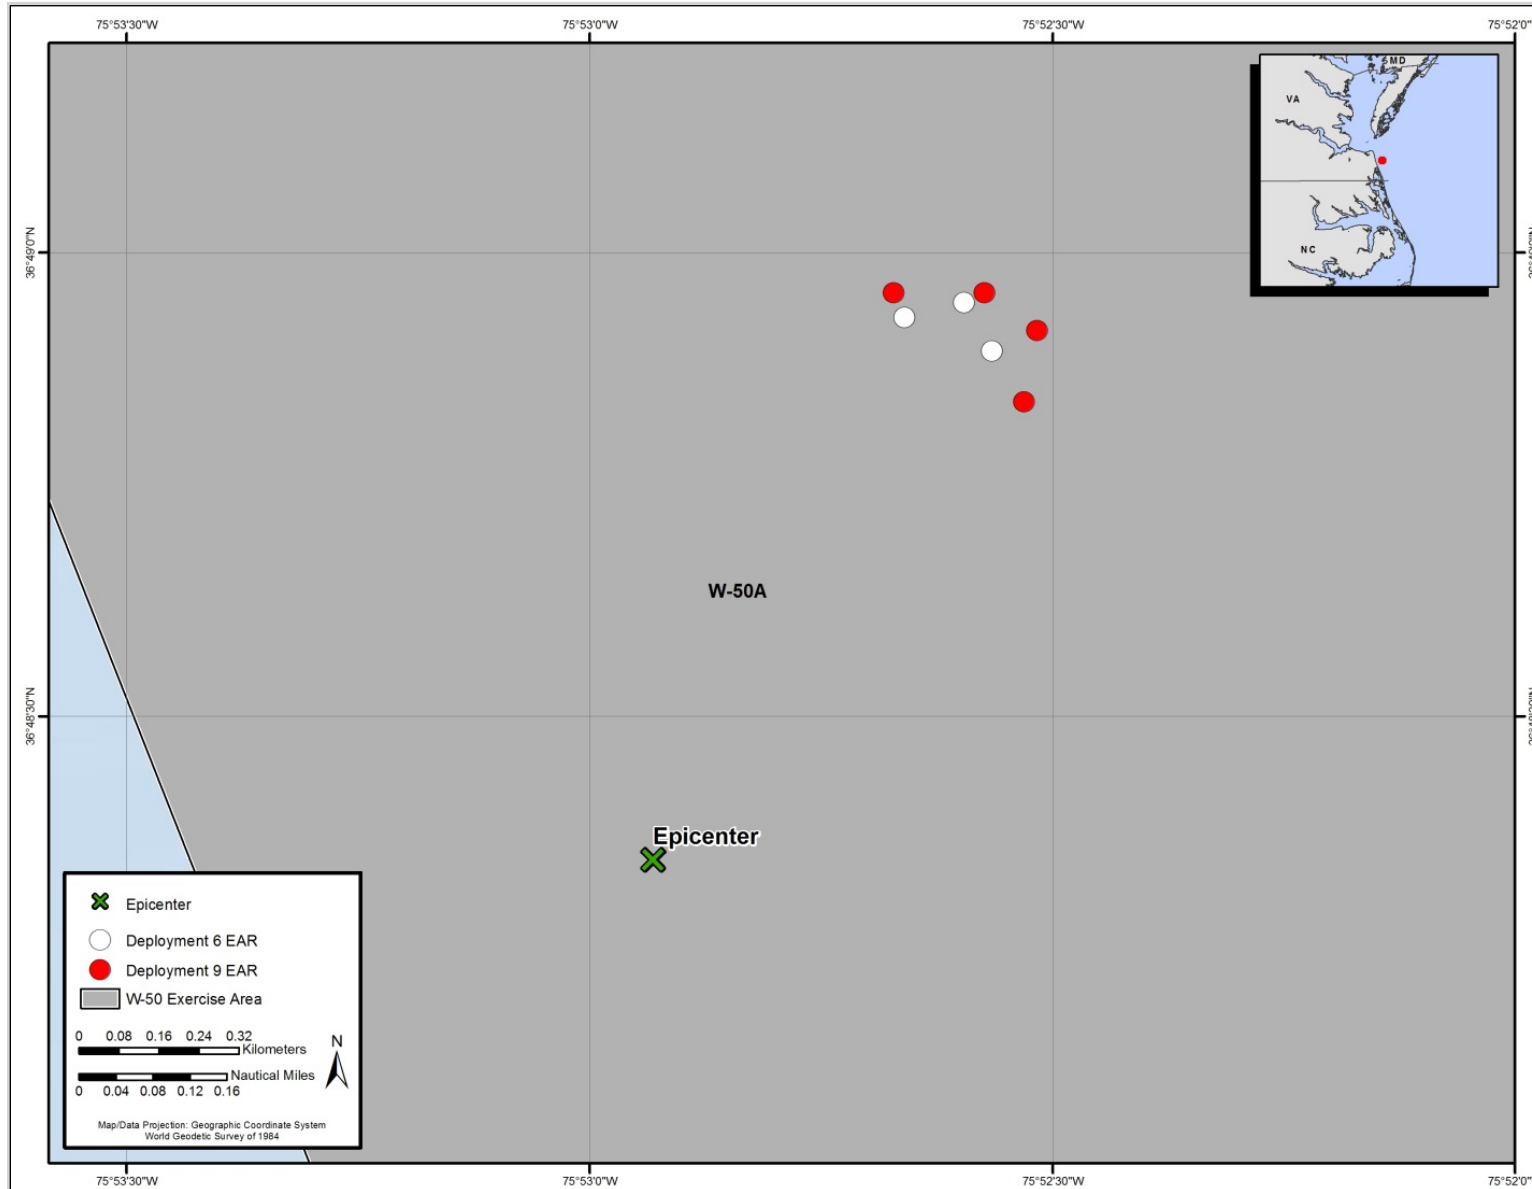 75°53'30"W 75°53'0"W 75°52'30"W 75°52'0"
MD
VA
NC
36°49'0"N
W-50A
36°48'30"N
Epicenter
Epicenter
Deployment 6 EAR
Deployment 9 EAR
W-50 Exercise Area
0 0.08 0.16 0.24 0.32
Kilometers
N
Nautical Miles
0 0.04 0.08 0.12 0.16
Map/Data Projection: Geographic Coordinate System
World Geodetic Survey of 1984
75°53'30"W 75°53'0"W 75°52'30"W 75°52'0"